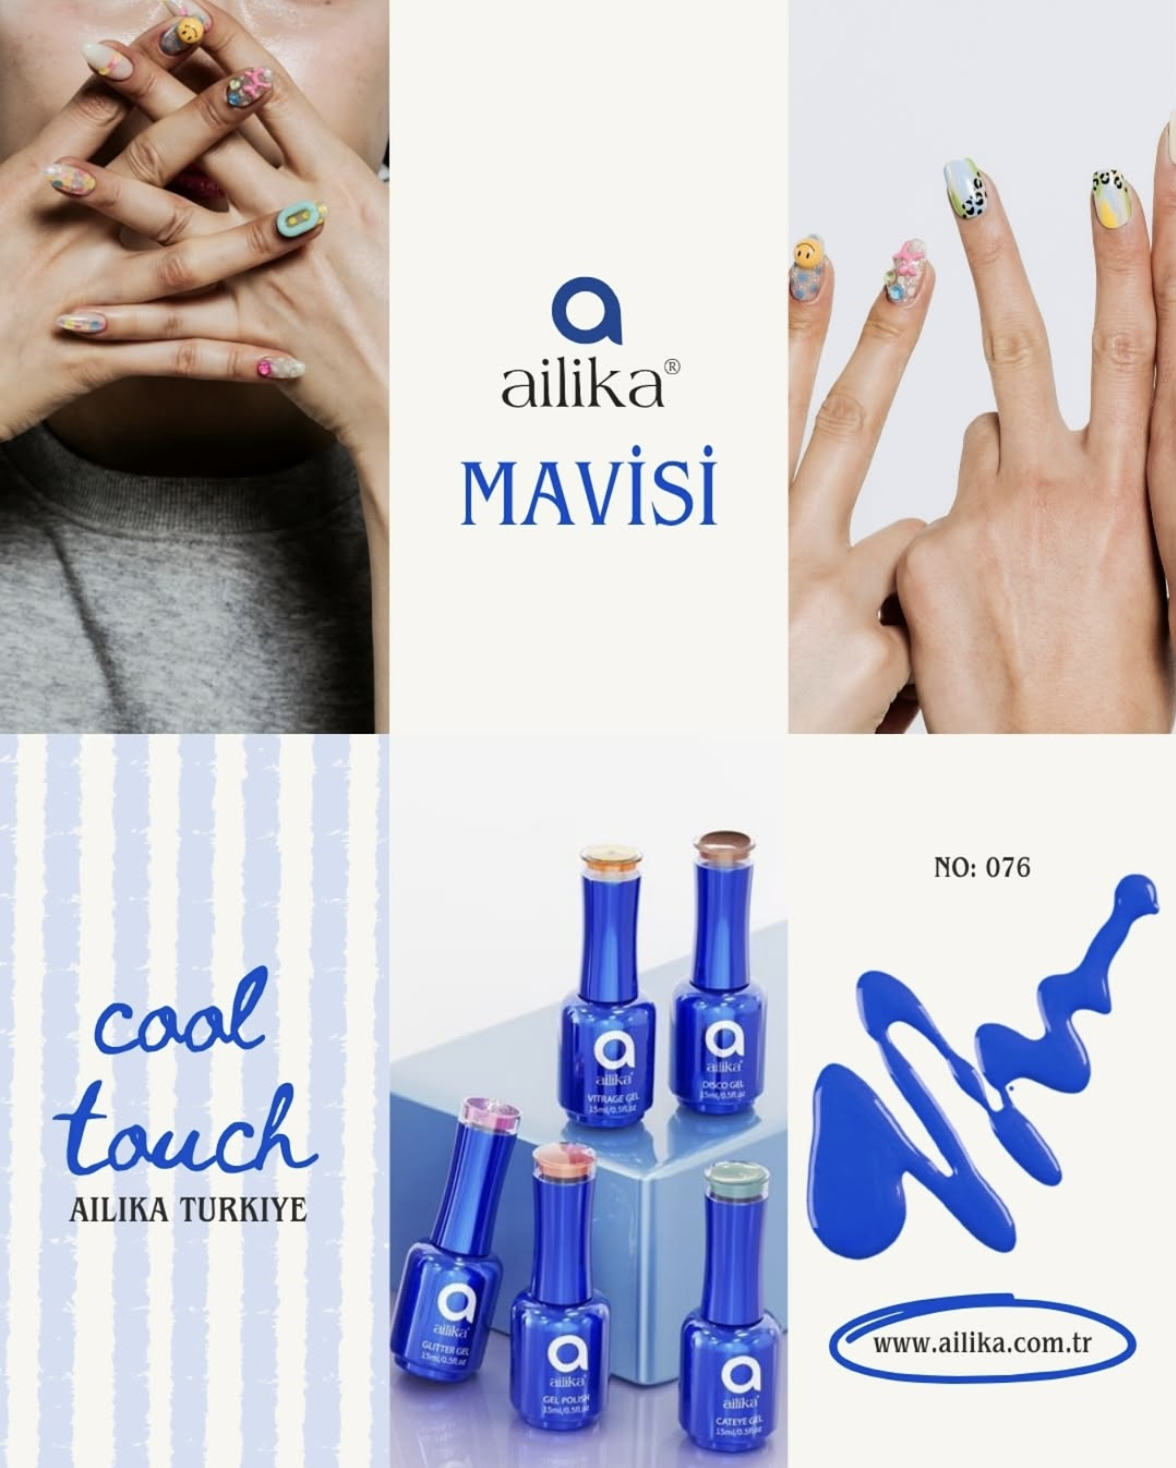 a
ailika®
MAVİSİ
cool
touch
AILIKA TURKIYE
a
ailika
VITRAGE GEL
15ml/0.5fl.oz
a
ailika
DISCO GEL
15ml/0.5fl.oz
a
ailika
GLITTER GEL
15ml/0.5fl.oz
a
ailika
GEL POLISH
15ml/0.5fl.oz
a
ailika
CATEYE GEL
15ml/0.5fl.oz
NO: 076
www.ailika.com.tr